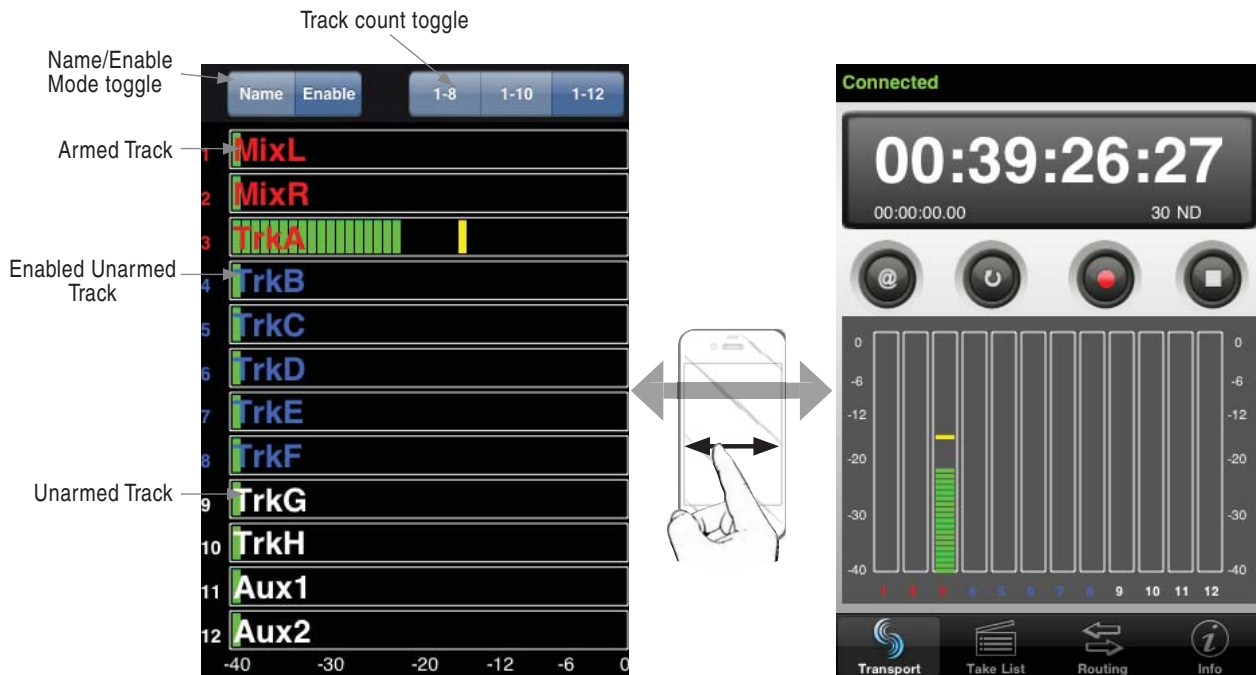 Track count toggle
Name/Enable
Mode toggle
Name Enable 1-8 1-10 1-12
Armed Track
1 MixL
2 MixR
3 TrkA
Enabled Unarmed
Track
4 TrkB
5 TrkC
6 TrkD
7 TrkE
8 TrkF
Unarmed Track
9 TrkG
10 TrkH
11 Aux1
12 Aux2
-40 -30 -20 -12 -6 0
Connected
00:39:26:27
00:00:00.00 30 ND
@
0 0
-6 -6
-12 -12
-20 -20
-30 -30
-40 -40
1 2 3 4 5 6 7 8 9 10 11 12
Transport Take List Routing Info